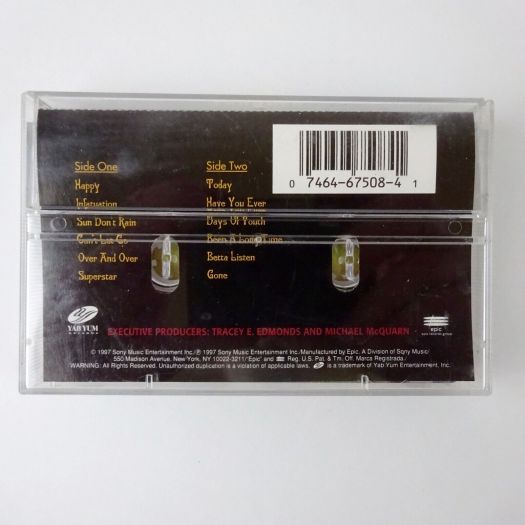 0 7464-67508-4 1
Side One
Happy
Infatuation
Sun Don't Rain
Can't Let Go
Over And Over
Superstar
Side Two
Today
Have You Ever
Days Of Youth
Been A Long Time
Betta Listen
Gone
YAB YUM
RECORDS
EXECUTIVE PRODUCERS: TRACEY E. EDMONDS AND MICHAEL McQUARN
epic
epic records group
© 1997 Sony Music Entertainment Inc./℗ 1997 Sony Music Entertainment Inc./Manufactured by Epic, A Division of Sony Music/
550 Madison Avenue, New York, NY 10022-3211/"Epic" and Reg. U.S. Pat. & Tm. Off. Marca Registrada./
WARNING: All Rights Reserved. Unauthorized duplication is a violation of applicable laws. is a trademark of Yab Yum Entertainment, Inc.